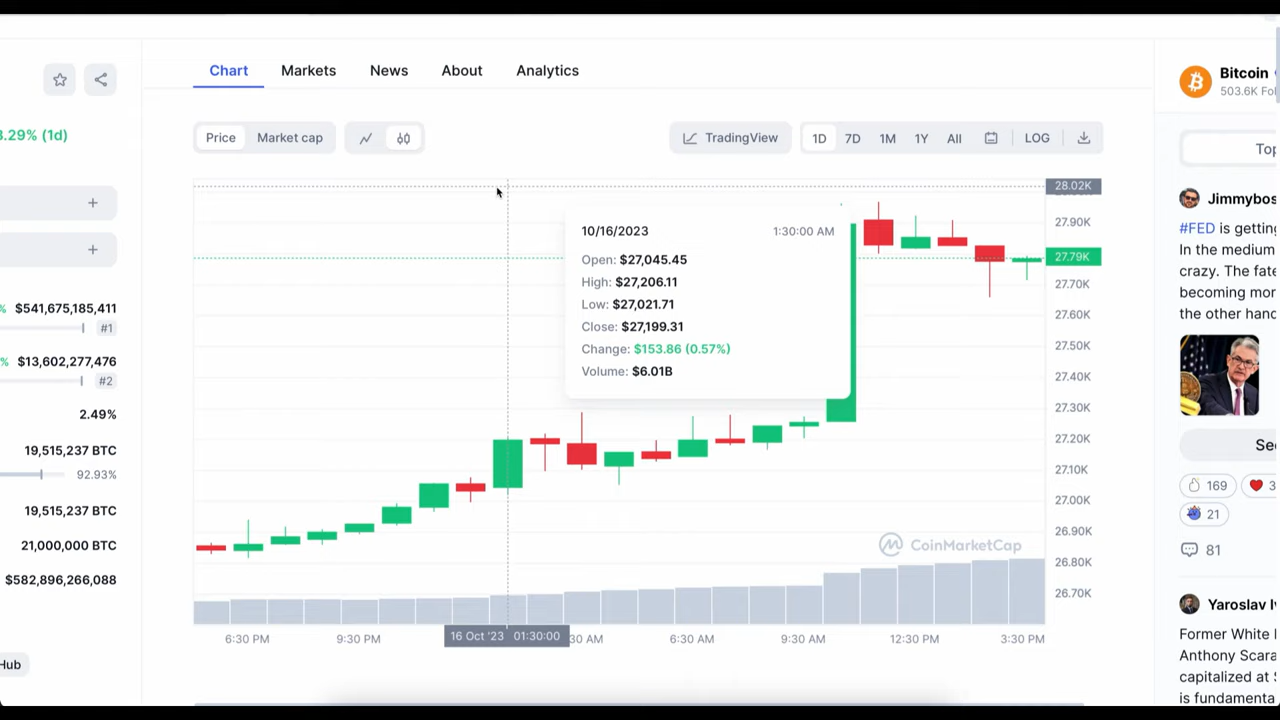 Chart Markets News About Analytics
Bitcoin
503.6K Fol
3.29% (1d)
Price Market cap
TradingView
1D 7D 1M 1Y All LOG
Top
28.02K
27.90K
27.79K
27.70K
27.60K
27.50K
27.40K
27.30K
27.20K
27.10K
27.00K
26.90K
26.80K
26.70K
10/16/2023 1:30:00 AM
Open: $27,045.45
High: $27,206.11
Low: $27,021.71
Close: $27,199.31
Change: $153.86 (0.57%)
Volume: $6.01B
% $541,675,185,411
#1
% $13,602,277,476
#2
2.49%
19,515,237 BTC
92.93%
19,515,237 BTC
21,000,000 BTC
$582,896,266,088
Hub
CoinMarketCap
6:30 PM 9:30 PM 16 Oct '23 01:30:00 30 AM 6:30 AM 9:30 AM 12:30 PM 3:30 PM
Jimmybos
#FED is getting
In the medium
crazy. The fate
becoming mor
the other hand
See
169 3
21
81
Yaroslav I
Former White
Anthony Scara
capitalized at $
is fundamenta